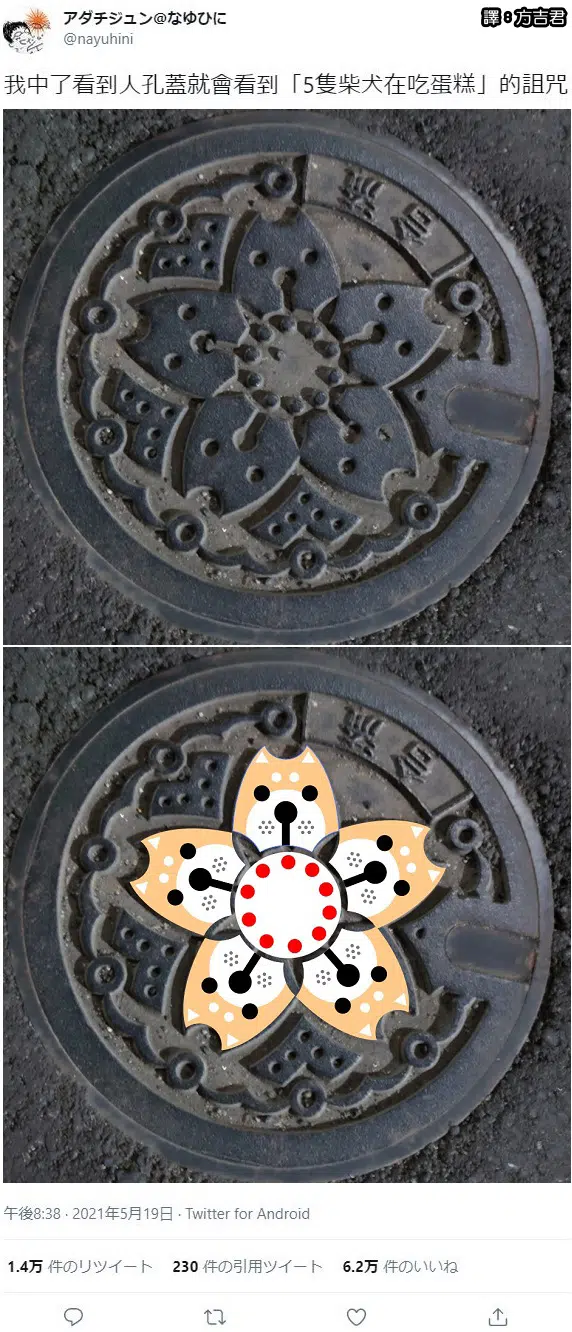 アダチジュン@なゆひに
譯8方吉君
@nayuhini
我中了看到人孔蓋就會看到「5隻柴犬在吃蛋糕」的詛咒
午後8:38 · 2021年5月19日 · Twitter for Android
1.4万 件のリツイート 230 件の引用ツイート 6.2万 件のいいね